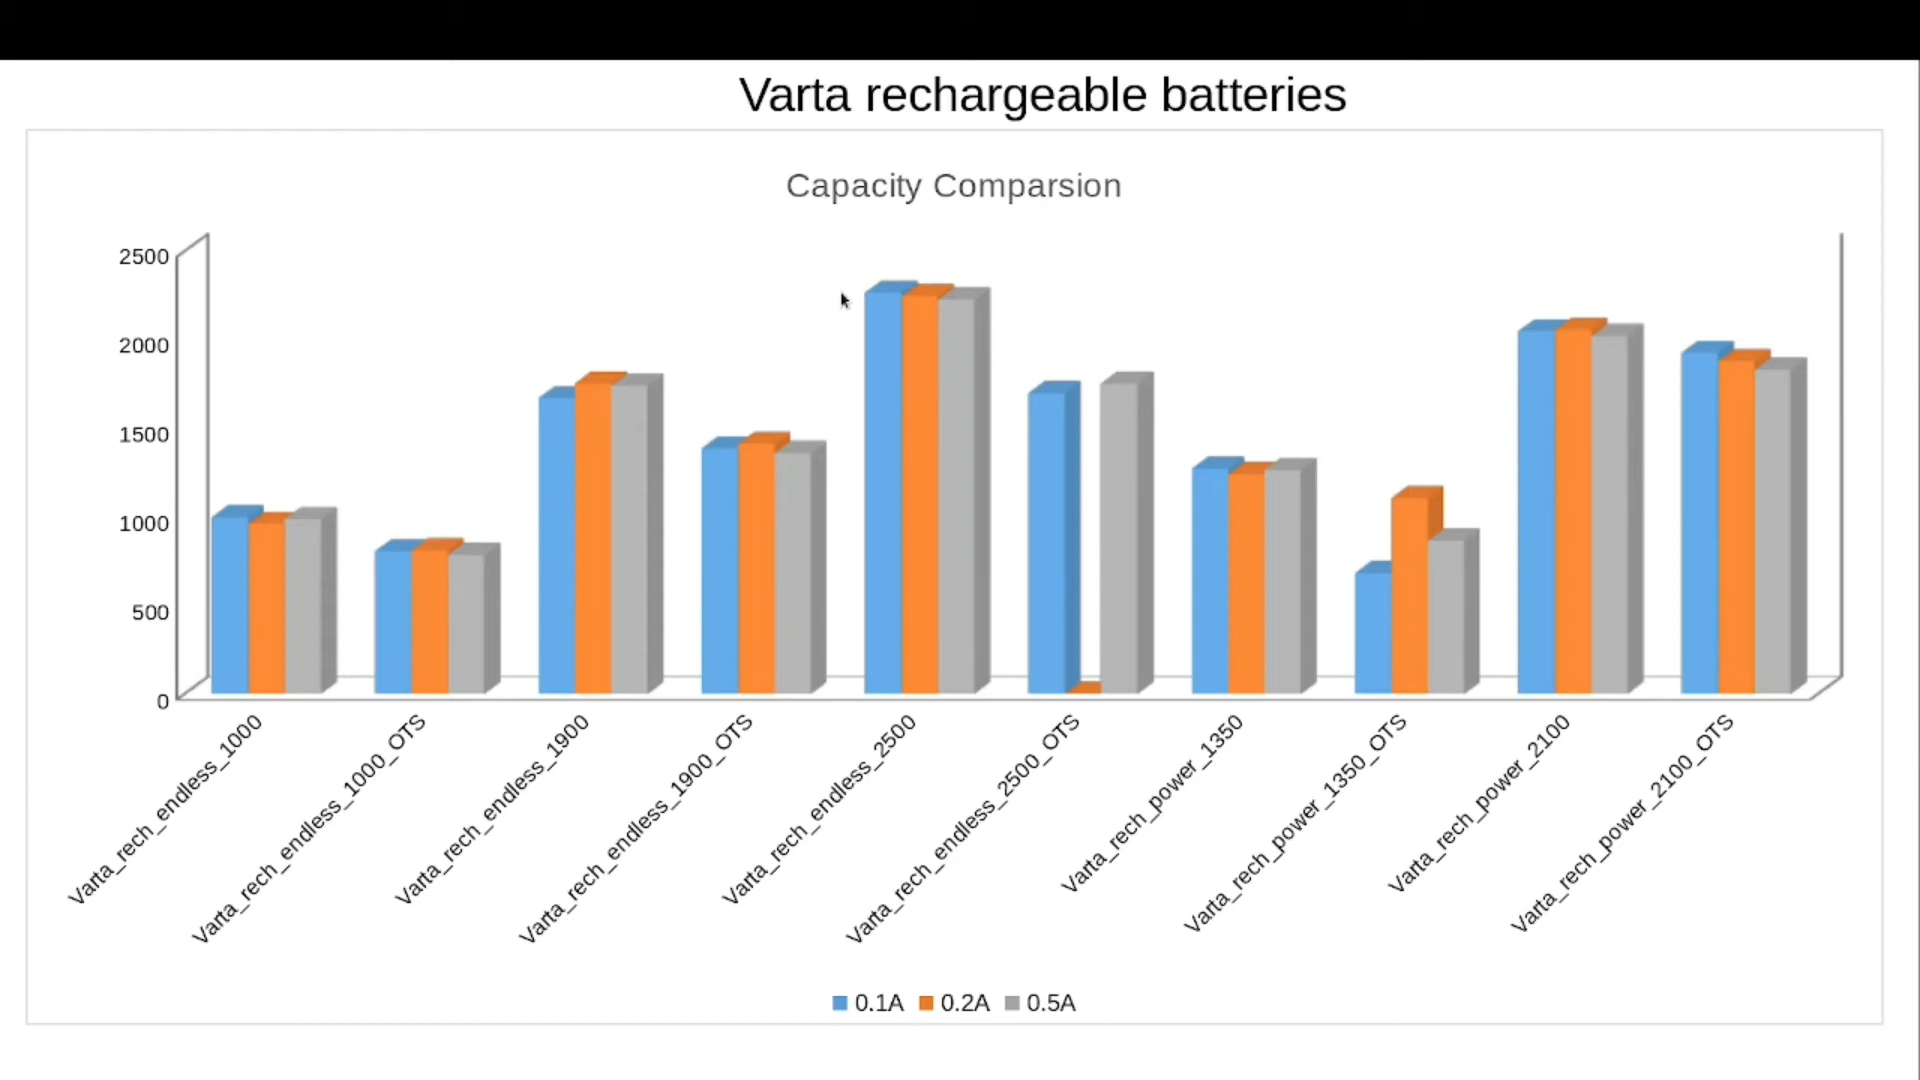 Varta rechargeable batteries
Capacity Comparsion
2500
2000
1500
1000
500
0
Varta_rech_endless_1000
Varta_rech_endless_1000_OTS
Varta_rech_endless_1900
Varta_rech_endless_1900_OTS
Varta_rech_endless_2500
Varta_rech_endless_2500_OTS
Varta_rech_power_1350
Varta_rech_power_1350_OTS
Varta_rech_power_2100
Varta_rech_power_2100_OTS
0.1A 0.2A 0.5A